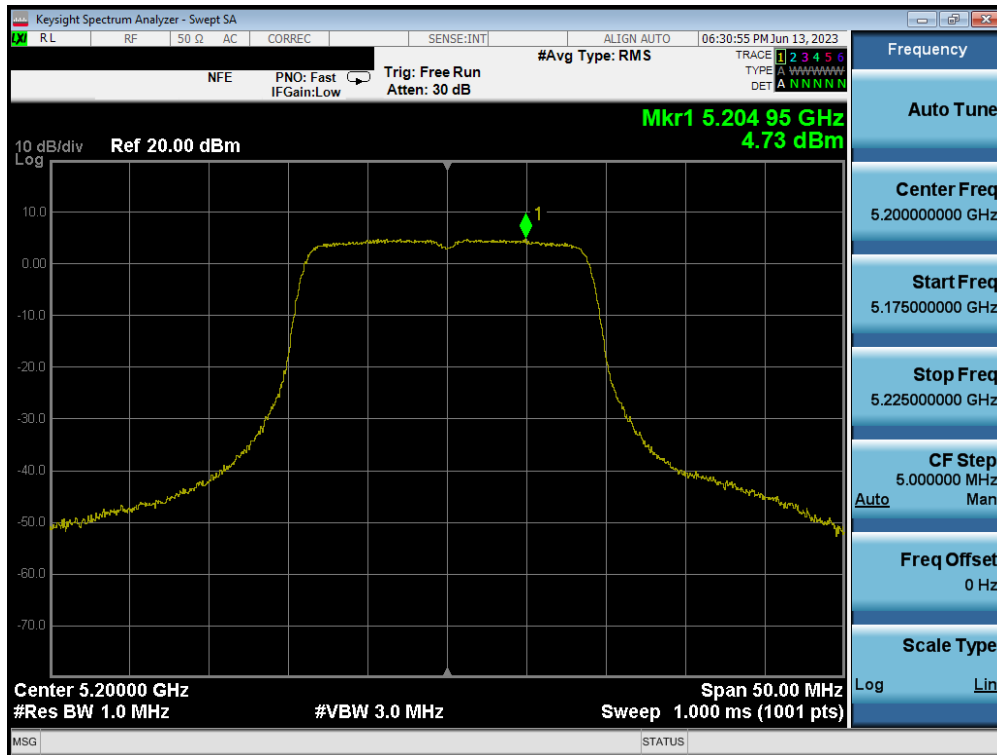 Keysight Spectrum Analyzer - Swept SA
LXI RL RF 50 Ω AC CORREC SENSE:INT ALIGN AUTO 06:30:55 PM Jun 13, 2023
Frequency
NFE PNO: Fast Trig: Free Run #Avg Type: RMS TRACE 1 2 3 4 5 6
IFGain:Low Atten: 30 dB TYPE A WWWWW
DET A N N N N N
Auto Tune
Mkr1 5.204 95 GHz
10 dB/div Ref 20.00 dBm 4.73 dBm
Log
1
10.0
0.00
-10.0
-20.0
-30.0
-40.0
-50.0
-60.0
-70.0
Center Freq
5.200000000 GHz
Start Freq
5.175000000 GHz
Stop Freq
5.225000000 GHz
CF Step
5.000000 MHz
Auto Man
Freq Offset
0 Hz
Scale Type
Log Lin
Center 5.20000 GHz Span 50.00 MHz
#Res BW 1.0 MHz #VBW 3.0 MHz Sweep 1.000 ms (1001 pts)
MSG STATUS